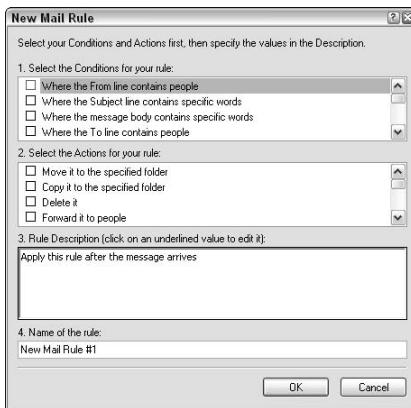 New Mail Rule
Select your Conditions and Actions first, then specify the values in the Description.
1. Select the Conditions for your rule:
Where the From line contains people
Where the Subject line contains specific words
Where the message body contains specific words
Where the To line contains people
2. Select the Actions for your rule:
Move it to the specified folder
Copy it to the specified folder
Delete it
Forward it to people
3. Rule Description (click on an underlined value to edit it):
Apply this rule after the message arrives
4. Name of the rule:
New Mail Rule #1
OK Cancel